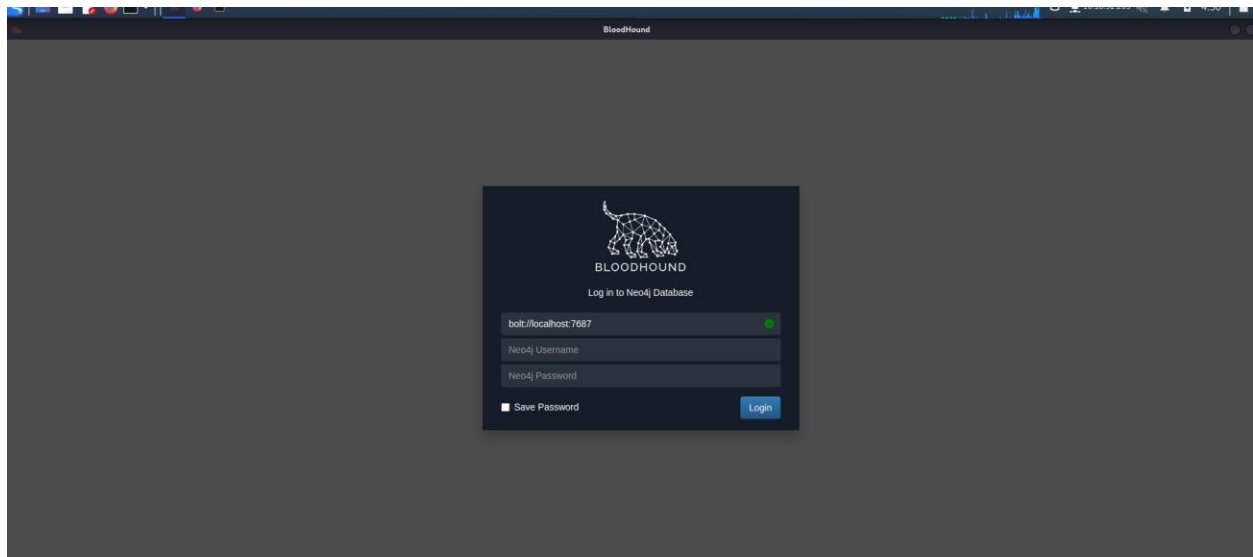 BloodHound
BLOODHOUND
Log in to Neo4j Database
bolt://localhost:7687
Neo4j Username
Neo4j Password
Save Password
Login